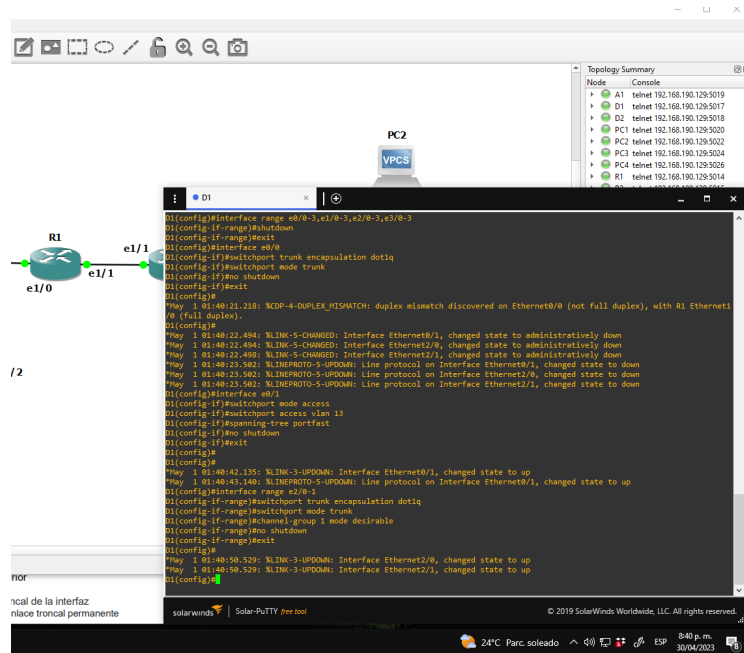 Topology Summary
Node Console
A1 telnet 192.168.190.129:5019
D1 telnet 192.168.190.129:5017
D2 telnet 192.168.190.129:5018
PC1 telnet 192.168.190.129:5020
PC2 telnet 192.168.190.129:5022
PC3 telnet 192.168.190.129:5024
PC4 telnet 192.168.190.129:5026
R1 telnet 192.168.190.129:5014
PC2
VPCS
R1
e1/1
e1/1
e1/0
/2
D1
D1(config)#interface range e0/0-3,e1/0-3,e2/0-3,e3/0-3
D1(config-if-range)#shutdown
D1(config-if-range)#exit
D1(config)#interface e0/0
D1(config-if)#switchport trunk encapsulation dot1q
D1(config-if)#switchport mode trunk
D1(config-if)#no shutdown
D1(config-if)#exit
D1(config)#
*May  1 01:40:21.218: %CDP-4-DUPLEX_MISMATCH: duplex mismatch discovered on Ethernet0/0 (not full duplex), with R1 Ethernet1
/0 (full duplex).
D1(config)#
*May  1 01:40:22.494: %LINK-5-CHANGED: Interface Ethernet0/1, changed state to administratively down
*May  1 01:40:22.494: %LINK-5-CHANGED: Interface Ethernet2/0, changed state to administratively down
*May  1 01:40:22.498: %LINK-5-CHANGED: Interface Ethernet2/1, changed state to administratively down
*May  1 01:40:23.502: %LINEPROTO-5-UPDOWN: Line protocol on Interface Ethernet0/1, changed state to down
*May  1 01:40:23.502: %LINEPROTO-5-UPDOWN: Line protocol on Interface Ethernet2/0, changed state to down
*May  1 01:40:23.502: %LINEPROTO-5-UPDOWN: Line protocol on Interface Ethernet2/1, changed state to down
D1(config)#interface e0/1
D1(config-if)#switchport mode access
D1(config-if)#switchport access vlan 13
D1(config-if)#spanning-tree portfast
D1(config-if)#no shutdown
D1(config-if)#exit
D1(config)#
D1(config)#
*May  1 01:40:42.135: %LINK-3-UPDOWN: Interface Ethernet0/1, changed state to up
*May  1 01:40:43.140: %LINEPROTO-5-UPDOWN: Line protocol on Interface Ethernet0/1, changed state to up
D1(config)#interface range e2/0-1
D1(config-if-range)#switchport trunk encapsulation dot1q
D1(config-if-range)#switchport mode trunk
D1(config-if-range)#channel-group 1 mode desirable
D1(config-if-range)#no shutdown
D1(config-if-range)#exit
D1(config)#
*May  1 01:40:50.529: %LINK-3-UPDOWN: Interface Ethernet2/0, changed state to up
*May  1 01:40:50.529: %LINK-3-UPDOWN: Interface Ethernet2/1, changed state to up
D1(config)#
solarwinds Solar-PuTTY free tool © 2019 SolarWinds Worldwide, LLC. All rights reserved.
rior
ncal de la interfaz
nlace troncal permanente
24°C Parc. soleado ESP 8:40 p. m.
30/04/2023
8